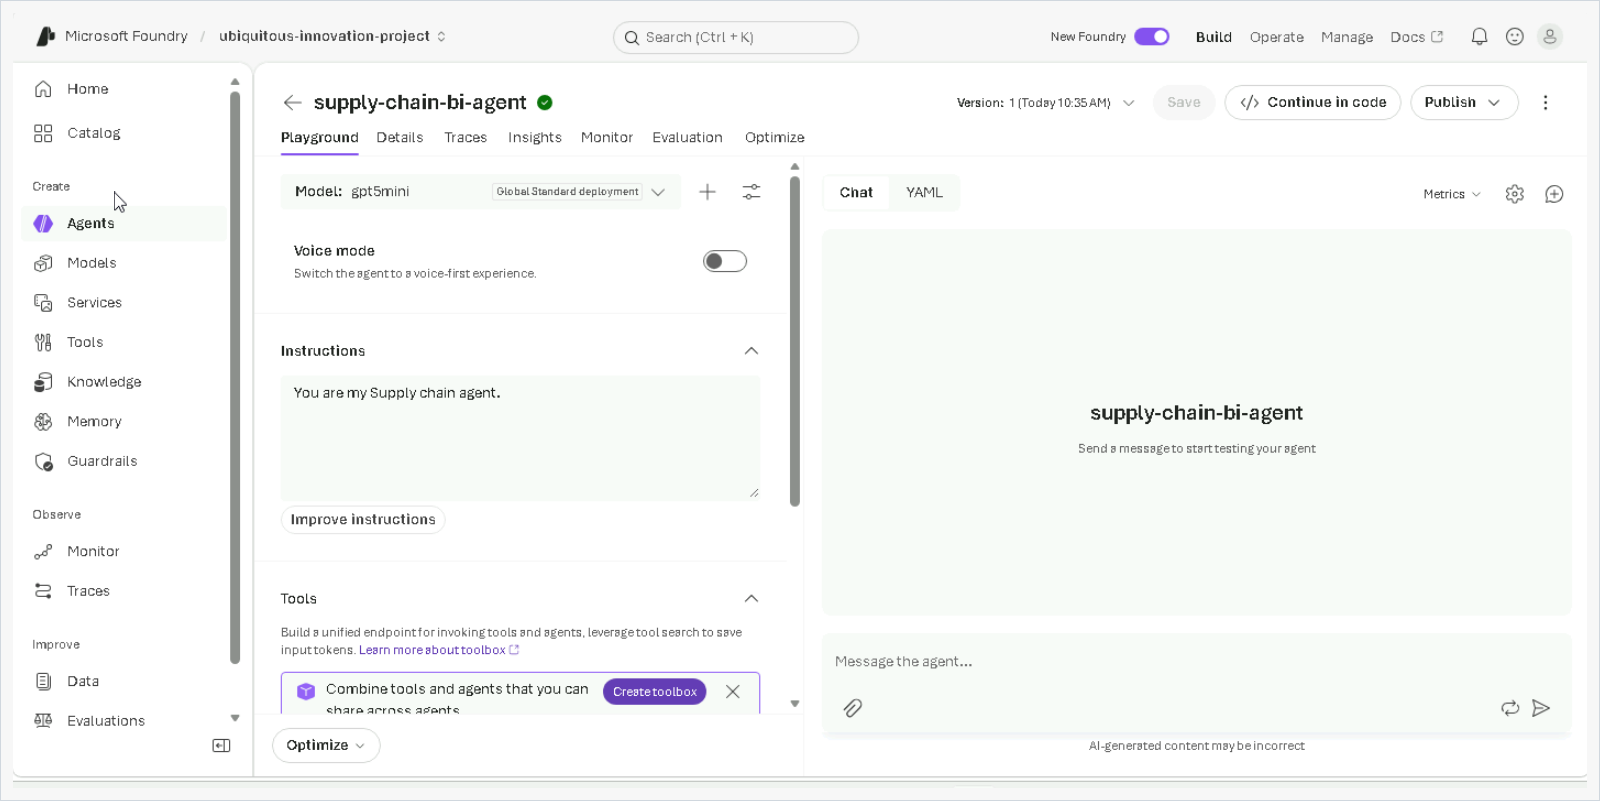 Microsoft Foundry / ubiquitous-innovation-project
Search (Ctrl + K)
New Foundry
Build
Operate
Manage
Docs
Home
Catalog
Create
Agents
Models
Services
Tools
Knowledge
Memory
Guardrails
Observe
Monitor
Traces
Improve
Data
Evaluations
supply-chain-bi-agent
Version: 1 (Today 10:35 AM)
Save
Continue in code
Publish
Playground
Details
Traces
Insights
Monitor
Evaluation
Optimize
Model: gpt5mini
Global Standard deployment
Voice mode
Switch the agent to a voice-first experience.
Instructions
You are my Supply chain agent.
Improve instructions
Tools
Build a unified endpoint for invoking tools and agents, leverage tool search to save
input tokens. Learn more about toolbox
Combine tools and agents that you can
share across agents
Create toolbox
Optimize
Chat
YAML
Metrics
supply-chain-bi-agent
Send a message to start testing your agent
Message the agent...
AI-generated content may be incorrect